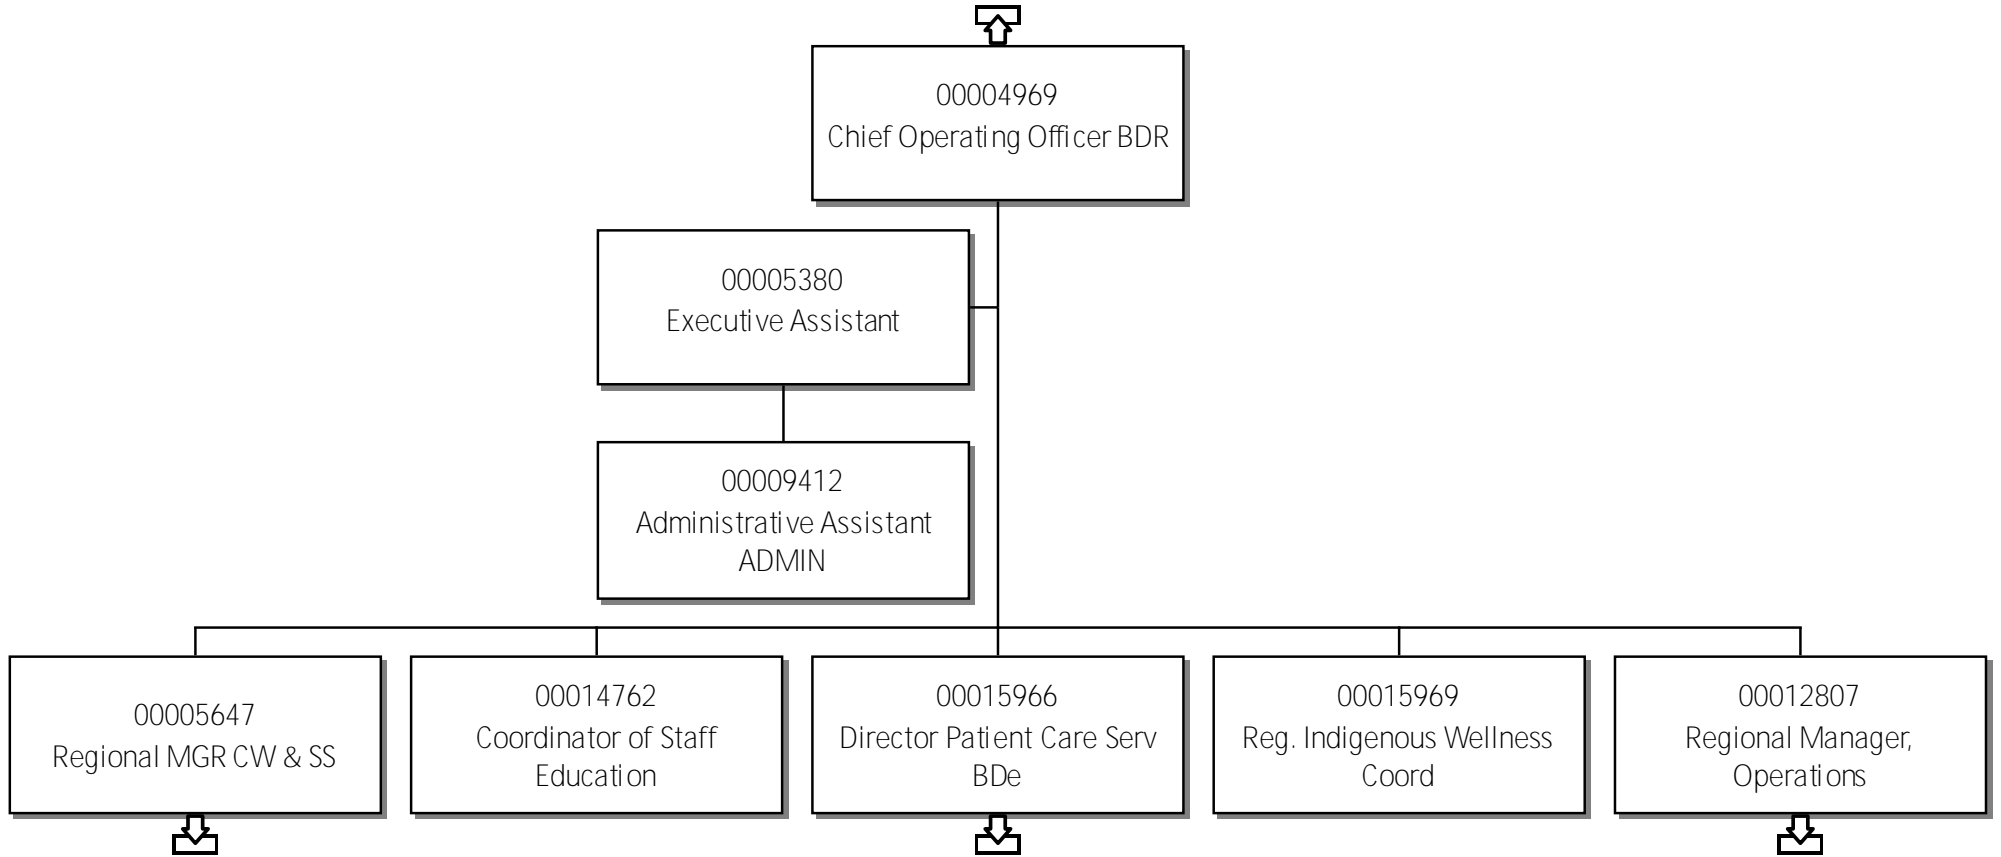 00004969
Chief Operating Officer BDR
00005380
Executive Assistant
00009412
Administrative Assistant
ADMIN
00005647
Regional MGR CW & SS
00014762
Coordinator of Staff
Education
00015966
Director Patient Care Serv
BDe
00015969
Reg. Indigenous Wellness
Coord
00012807
Regional Manager,
Operations